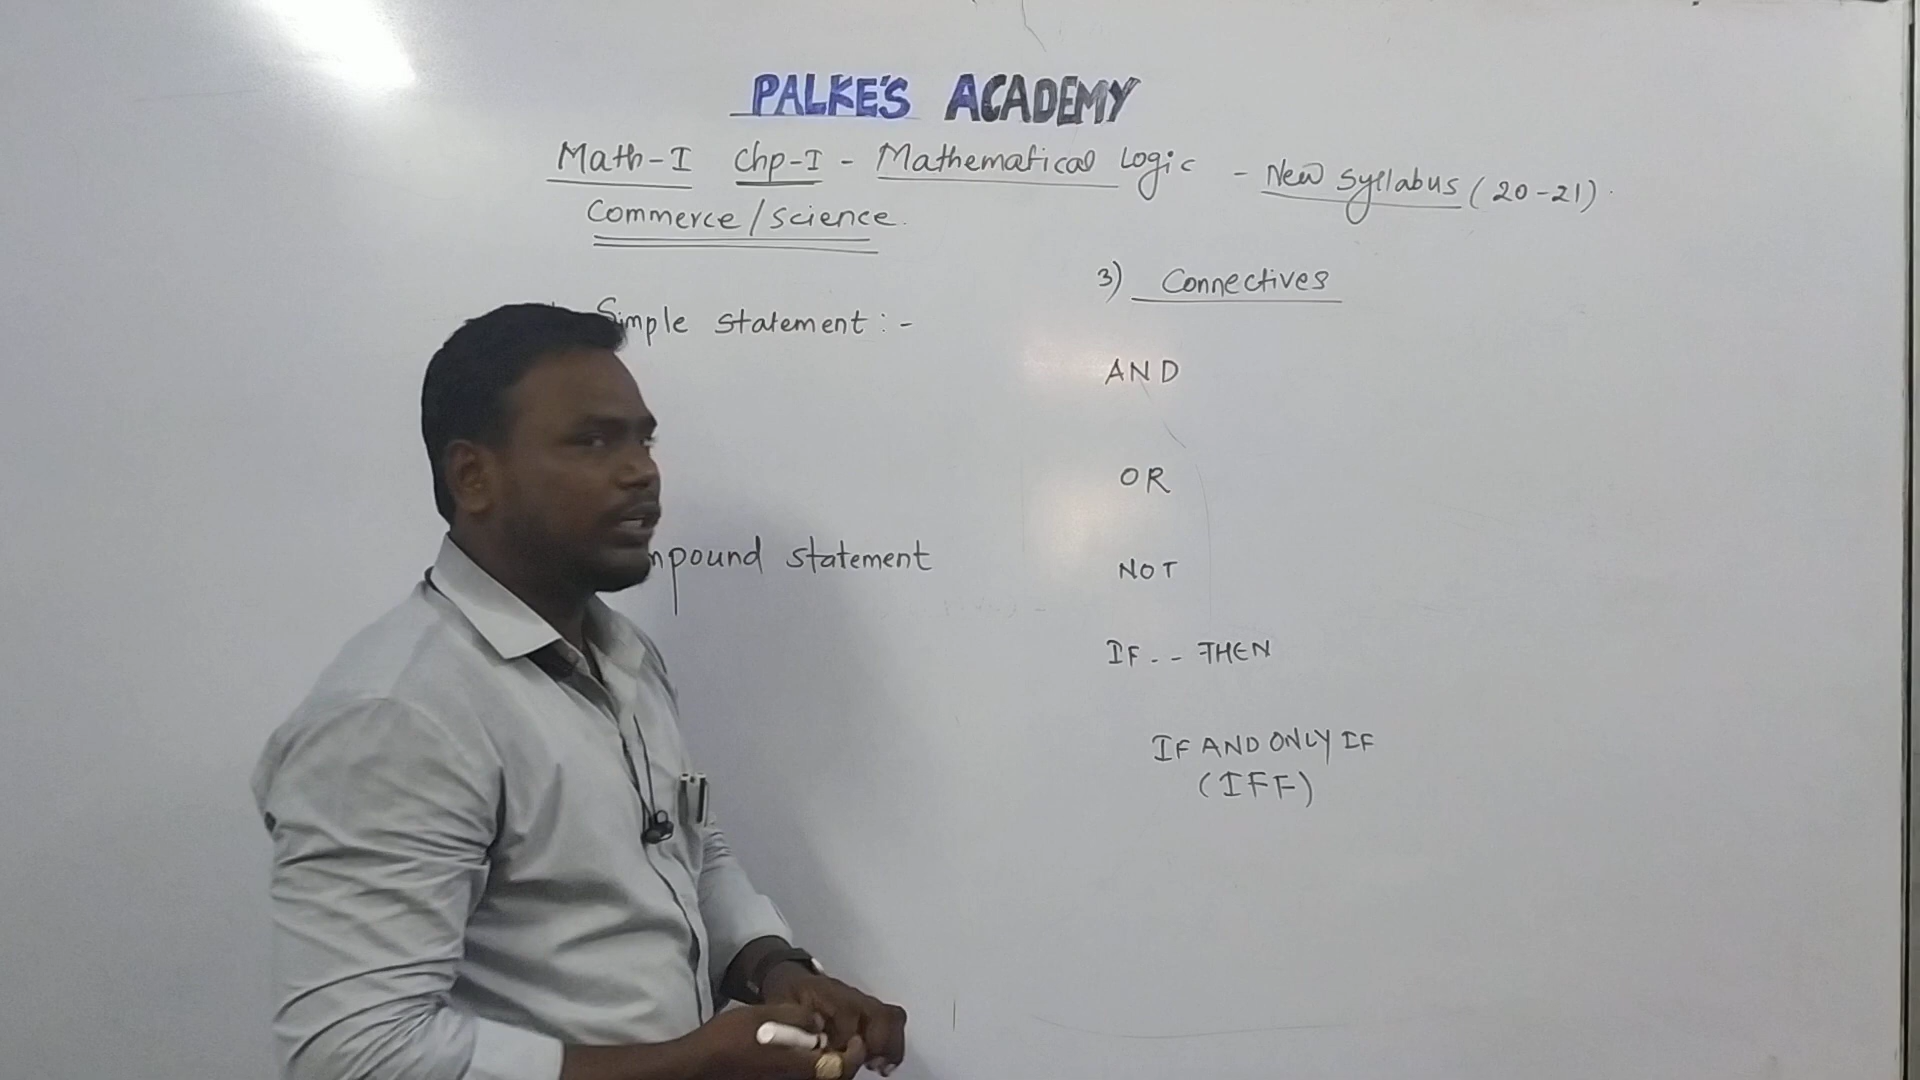 PALKE'S ACADEMY
Math-I Chp-I - Mathematical Logic - New Syllabus (20-21).
Commerce/Science.
Simple statement:-
mpound statement
3) Connectives
AND
OR
NOT
IF.-- THEN
IF AND ONLY IF
(IFF)